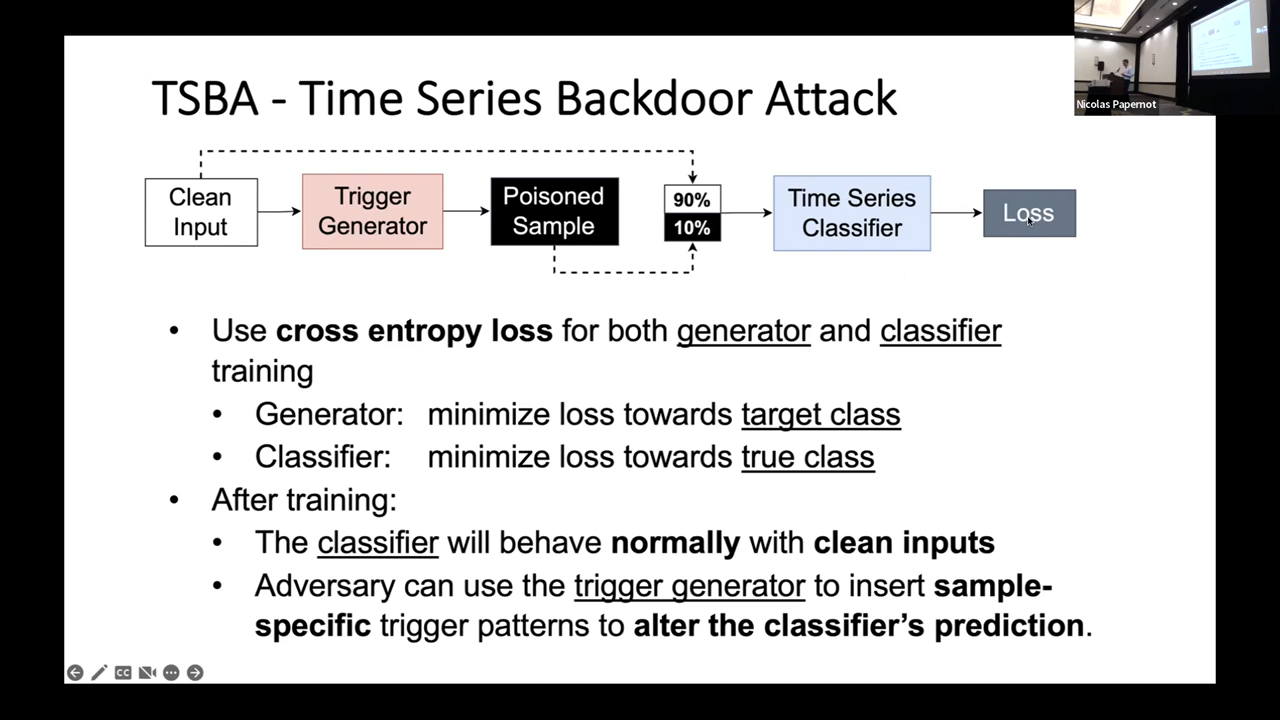 Nicolas Papernot
TSBA - Time Series Backdoor Attack
Clean
Input
Trigger
Generator
Poisoned
Sample
90%
10%
Time Series
Classifier
Loss
• Use cross entropy loss for both generator and classifier
training
• Generator: minimize loss towards target class
• Classifier: minimize loss towards true class
• After training:
• The classifier will behave normally with clean inputs
• Adversary can use the trigger generator to insert sample-
specific trigger patterns to alter the classifier’s prediction.
CC